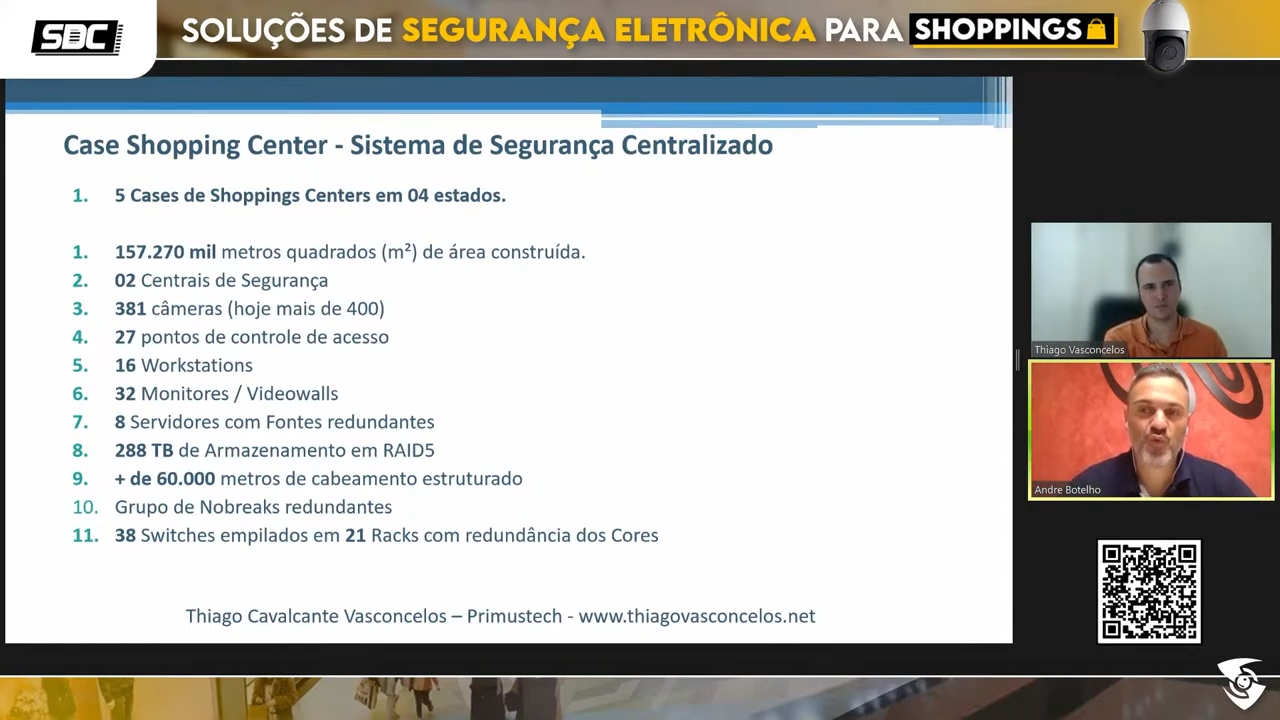 SDC
SOLUÇÕES DE SEGURANÇA ELETRÔNICA PARA SHOPPINGS
Case Shopping Center - Sistema de Segurança Centralizado
1. 5 Cases de Shoppings Centers em 04 estados.
1. 157.270 mil metros quadrados (m²) de área construída.
2. 02 Centrais de Segurança
3. 381 câmeras (hoje mais de 400)
4. 27 pontos de controle de acesso
5. 16 Workstations
6. 32 Monitores / Videowalls
7. 8 Servidores com Fontes redundantes
8. 288 TB de Armazenamento em RAID5
9. + de 60.000 metros de cabeamento estruturado
10. Grupo de Nobreaks redundantes
11. 38 Switches empilados em 21 Racks com redundância dos Cores
Thiago Cavalcante Vasconcelos – Primustech - www.thiagovasconcelos.net
Thiago Vasconcelos
Andre Botelho